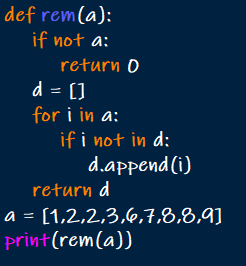 def rem(a):
    if not a:
        return 0
    d = []
    for i in a:
        if i not in d:
            d.append(i)
    return d
a = [1,2,2,3,6,7,8,8,9]
print(rem(a))